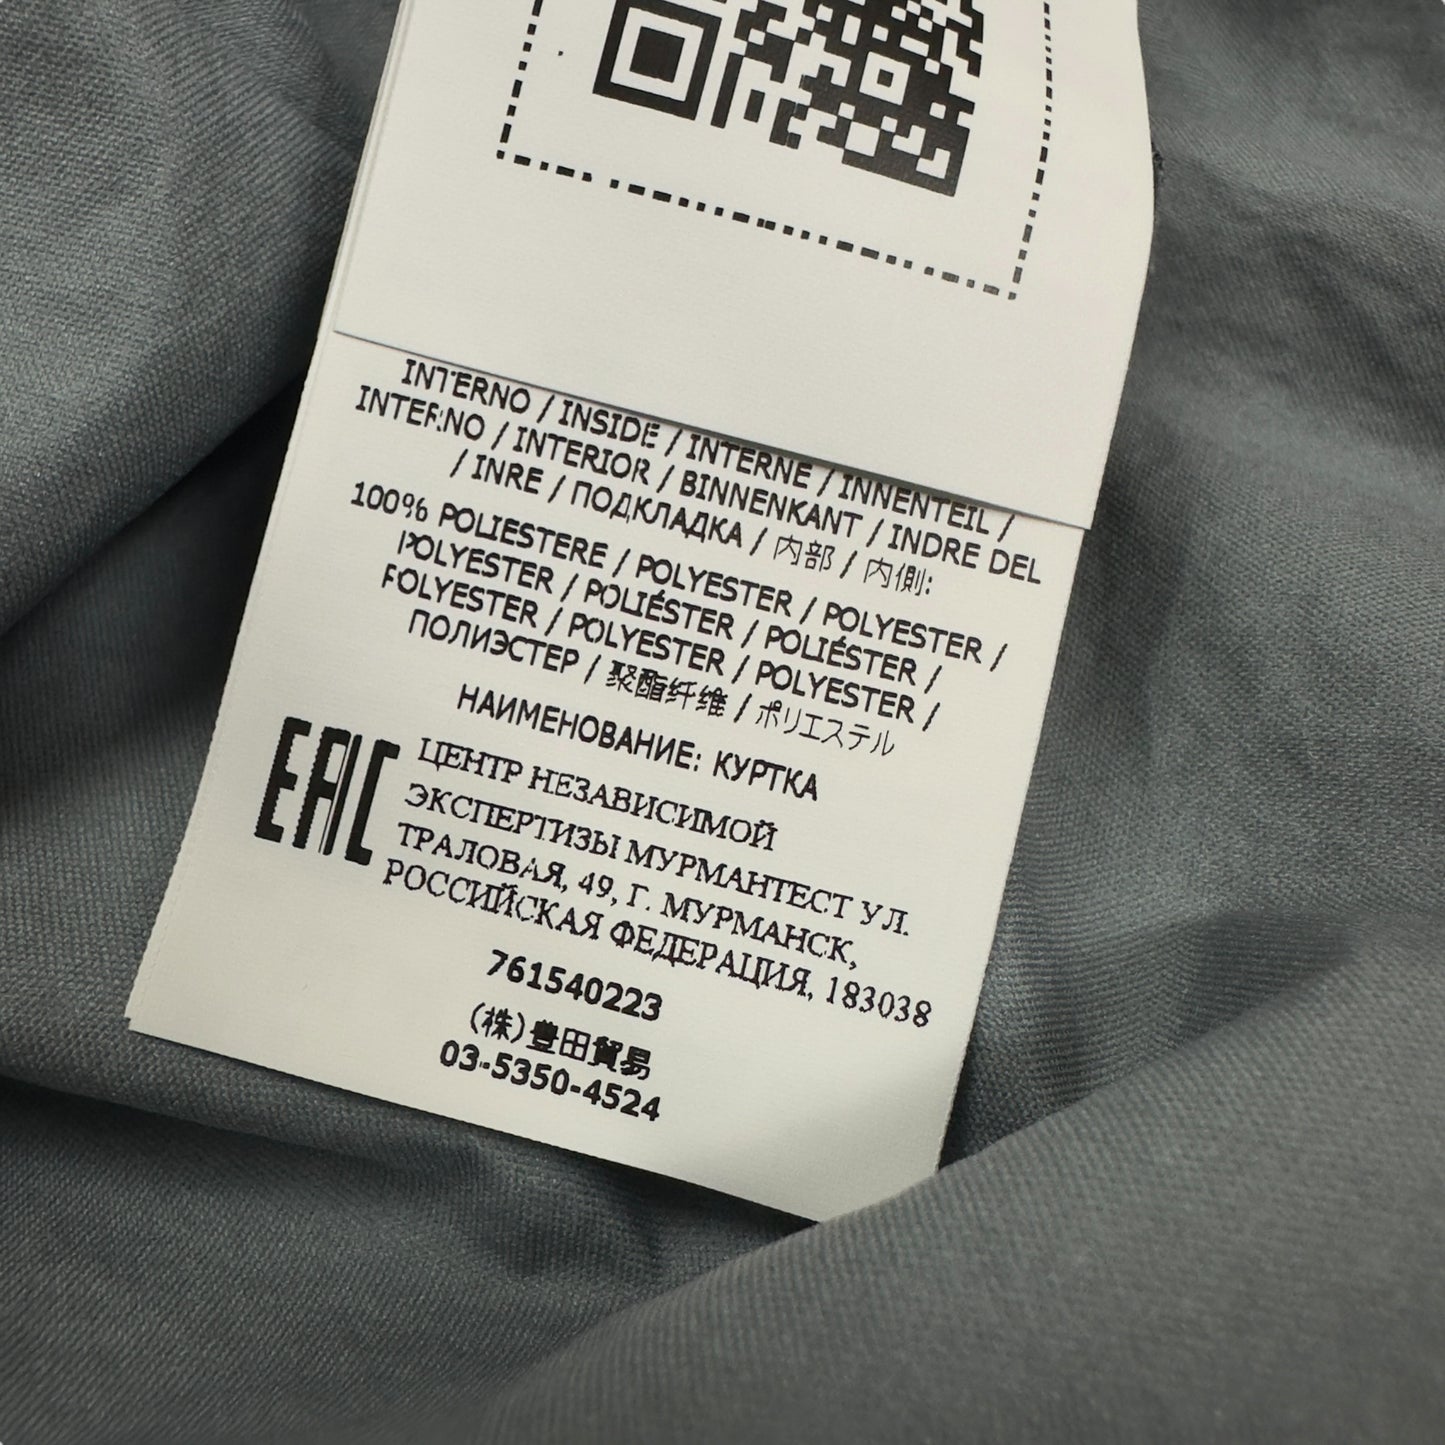 INTERNO / INSIDE / INTERNE / INNENTEIL /
INTERNO / INTERIOR / BINNENKANT / INDRE DEL
/ INRE / ПОДКЛАДКА / 内部 / 内側:
100% POLIESTERE / POLYESTER / POLYESTER /
POLYESTER / POLIÉSTER / POLIÉSTER /
POLYESTER / POLYESTER / POLYESTER /
ПОЛИЭСТЕР / 聚酯纤维 / ポリエステル
НАИМЕНОВАНИЕ: КУРТКА
EAC
ЦЕНТР НЕЗАВИСИМОЙ
ЭКСПЕРТИЗЫ МУРМАНТЕСТ УЛ.
ТРАЛОВАЯ, 49, Г. МУРМАНСК,
РОССИЙСКАЯ ФЕДЕРАЦИЯ, 183038
761540223
(株)豊田貿易
03-5350-4524